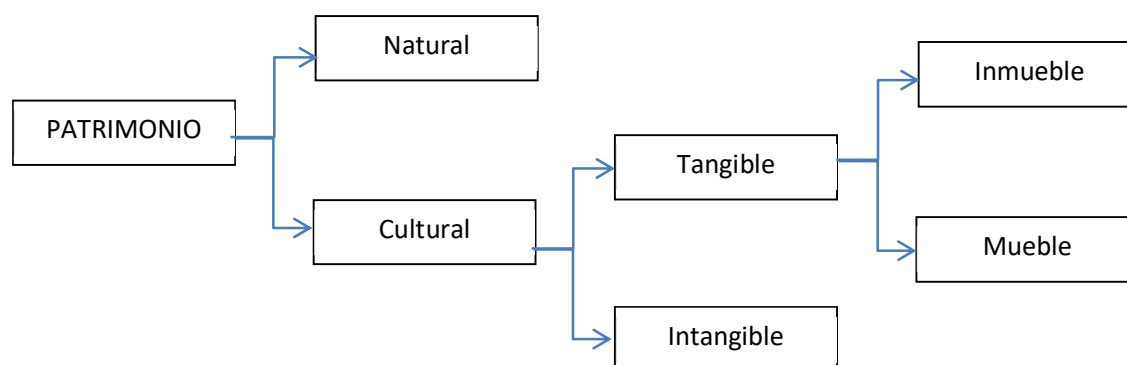 PATRIMONIO
Natural
Cultural
Tangible
Intangible
Inmueble
Mueble